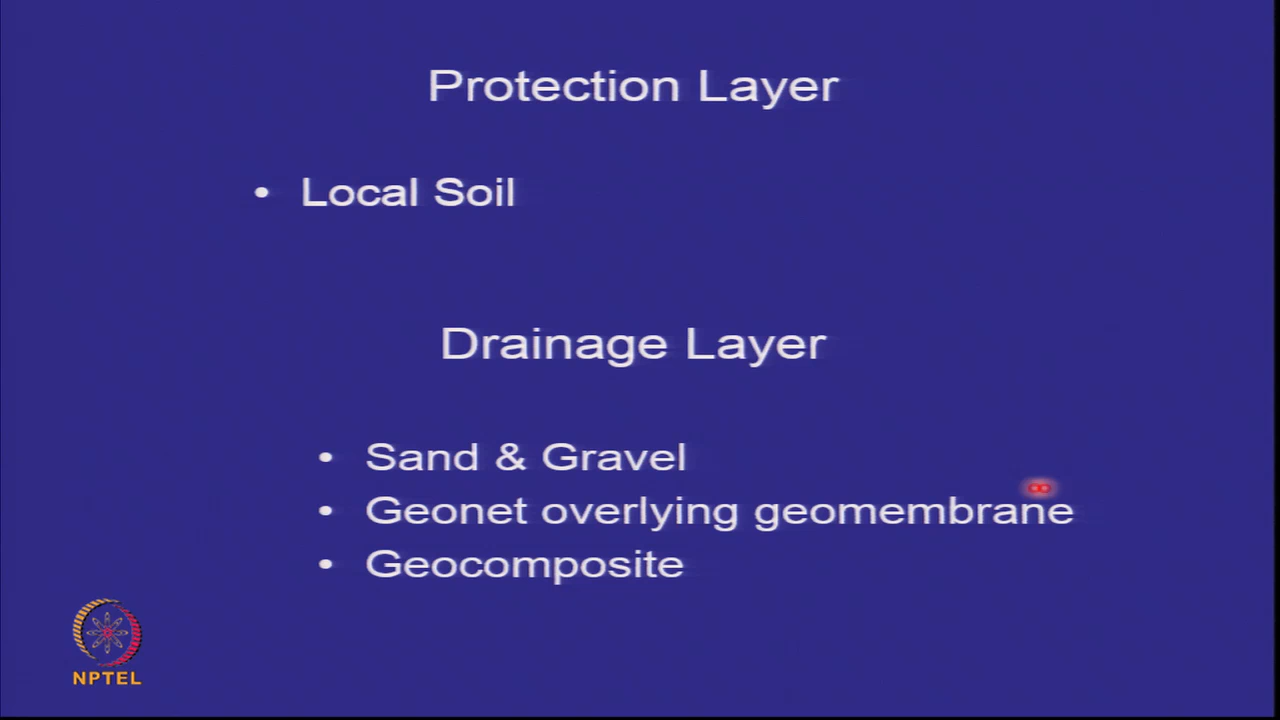 Protection Layer
• Local Soil
Drainage Layer
• Sand & Gravel
• Geonet overlying geomembrane
• Geocomposite
NPTEL